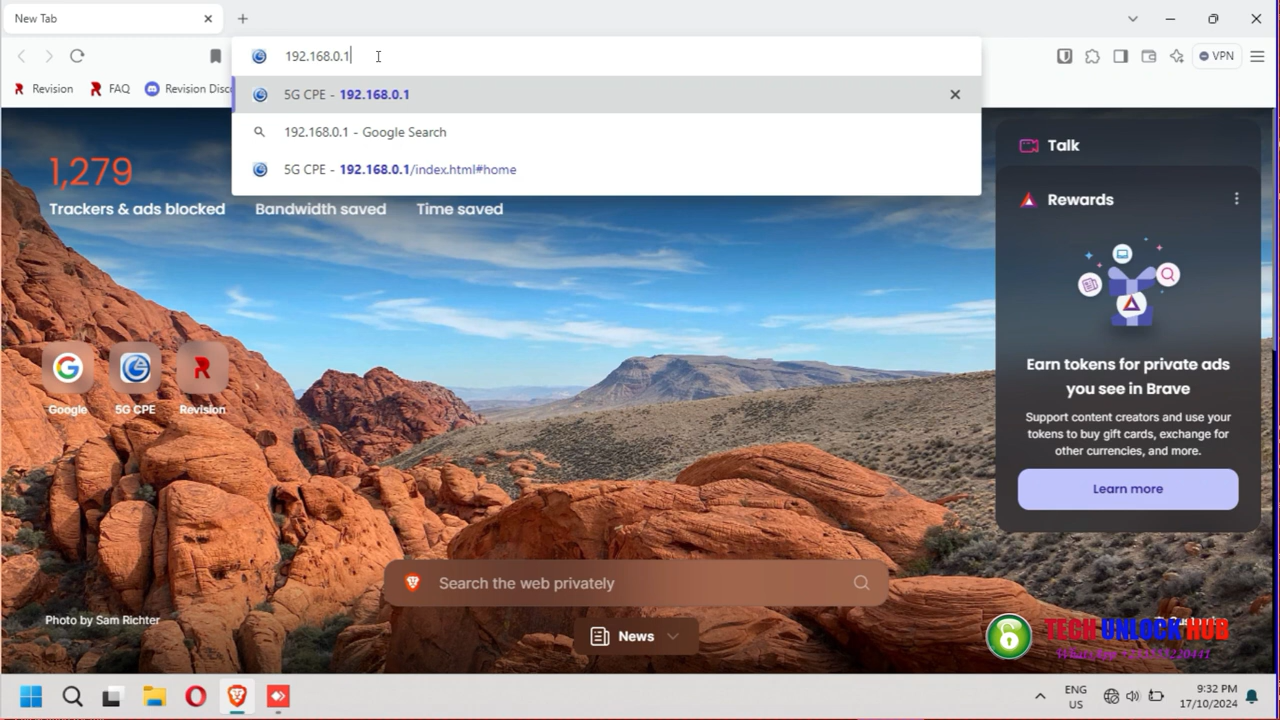 New Tab
192.168.0.1
VPN
Revision
FAQ
Revision Disc
5G CPE - 192.168.0.1
192.168.0.1 - Google Search
5G CPE - 192.168.0.1/index.html#home
1,279
Trackers & ads blocked
Bandwidth saved
Time saved
Talk
Rewards
Earn tokens for private ads
you see in Brave
Support content creators and use your
tokens to buy gift cards, exchange for
other currencies, and more.
Learn more
Google
5G CPE
Revision
Search the web privately
Photo by Sam Richter
News
TECH UNLOCK HUB
ENG
US
9:32 PM
17/10/2024